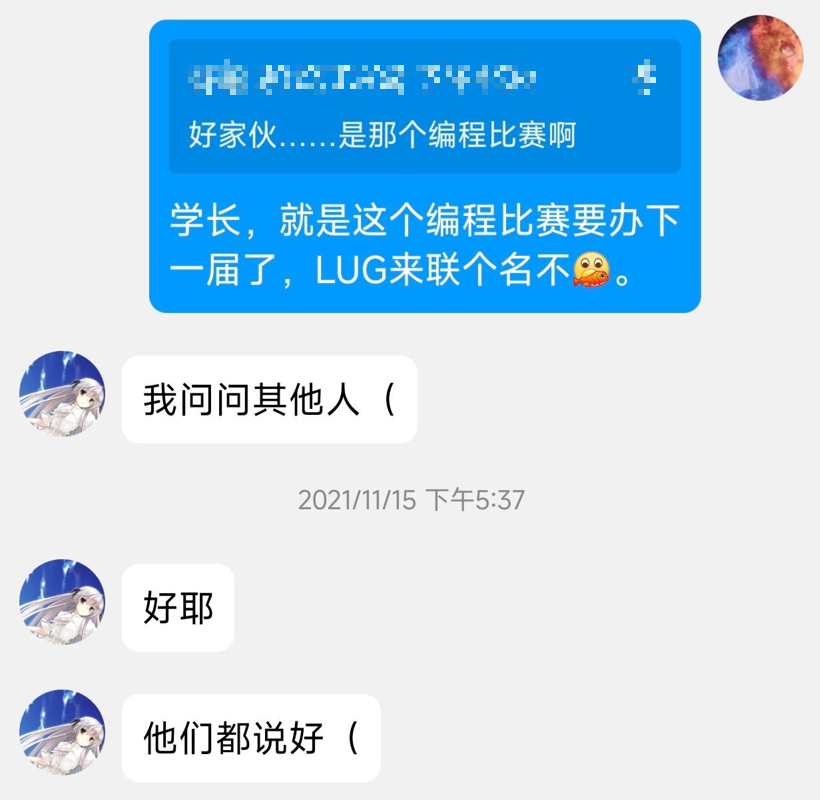 好家伙……是那个编程比赛啊
学长，就是这个编程比赛要办下
一届了，LUG来联个名不。
我问问其他人（
2021/11/15 下午5:37
好耶
他们都说好（